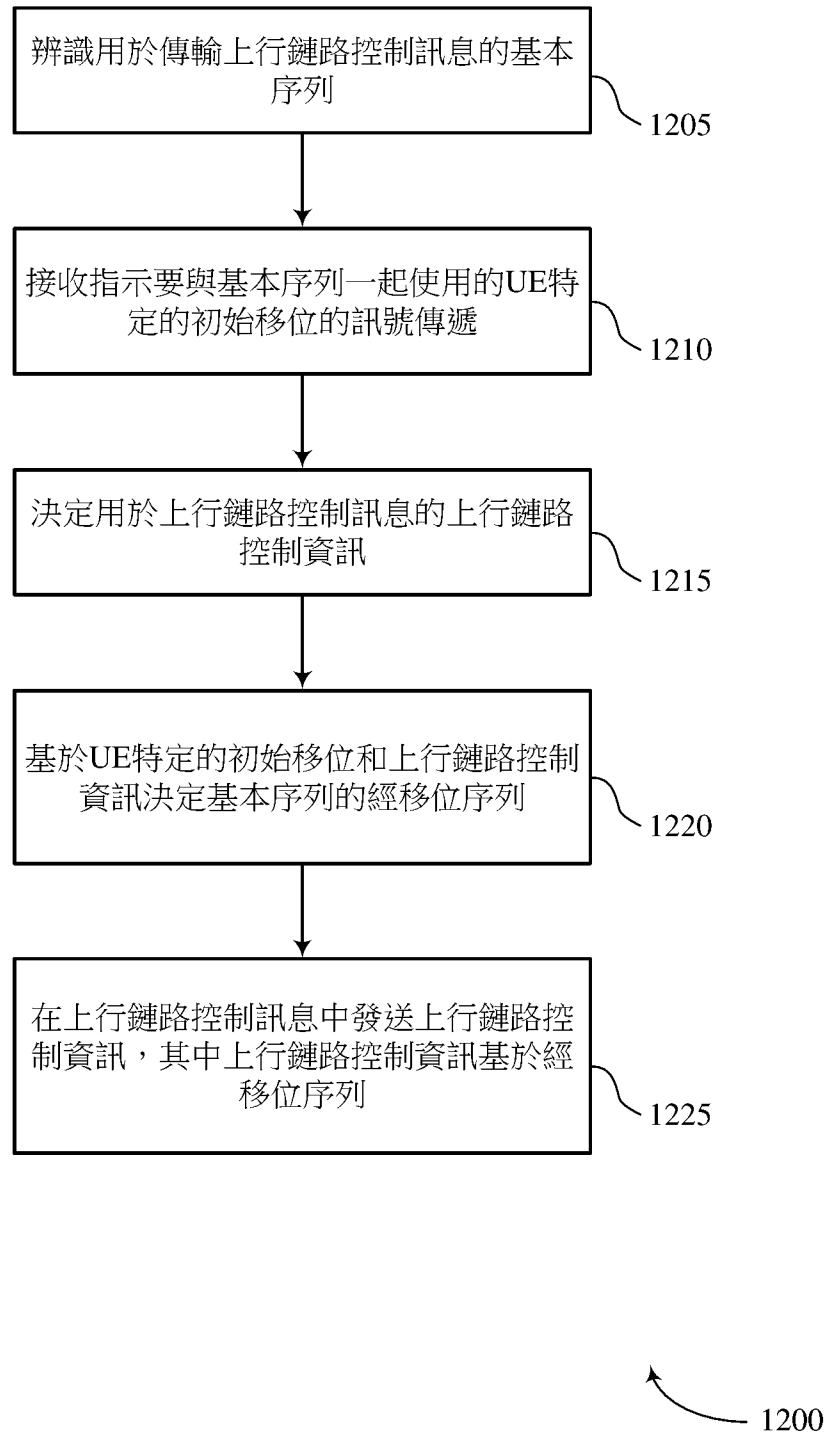 辨識用於傳輸上行鏈路控制訊息的基本
序列
1205
接收指示要與基本序列一起使用的UE特
定的初始移位的訊號傳遞
1210
決定用於上行鏈路控制訊息的上行鏈路
控制資訊
1215
基於UE特定的初始移位和上行鏈路控制
資訊決定基本序列的經移位序列
1220
在上行鏈路控制訊息中發送上行鏈路控
制資訊，其中上行鏈路控制資訊基於經
移位序列
1225
1200